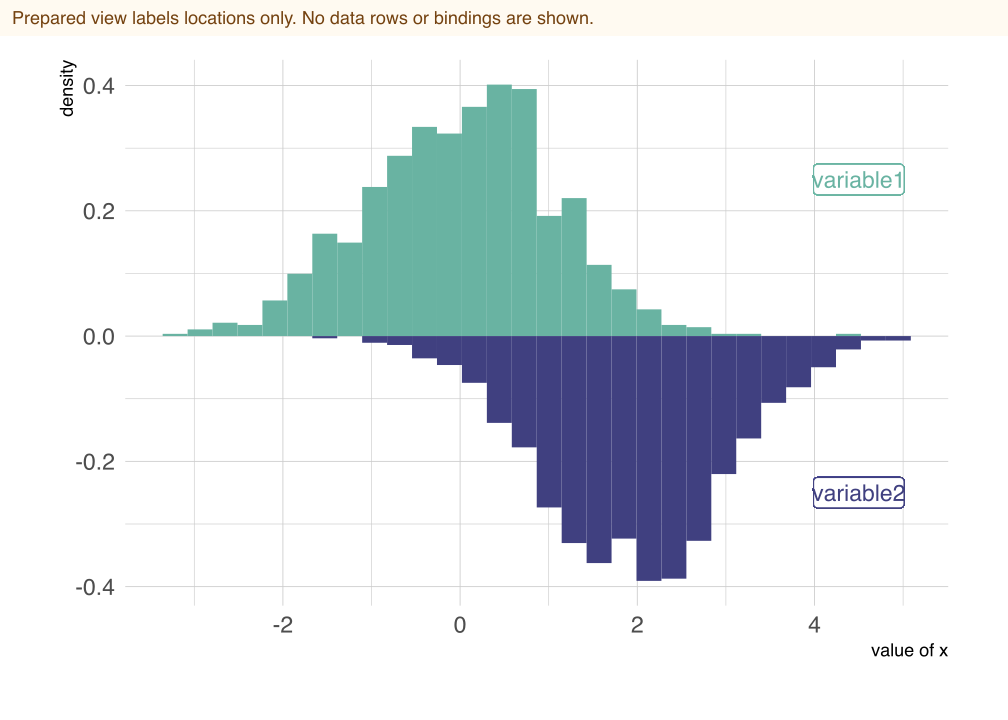 Prepared view labels locations only. No data rows or bindings are shown.
density
0.4
0.2
0.0
-0.2
-0.4
variable1
variable2
-2
0
2
4
value of x